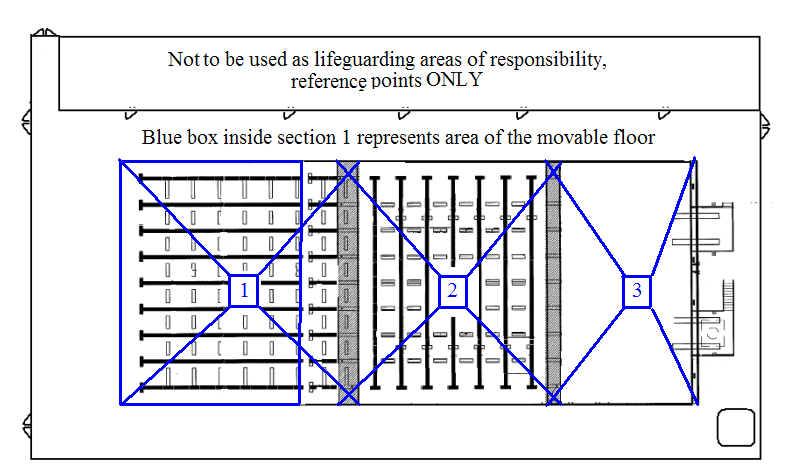 Not to be used as lifeguarding areas of responsibility,
reference points ONLY
Blue box inside section 1 represents area of the movable floor
1
2
3